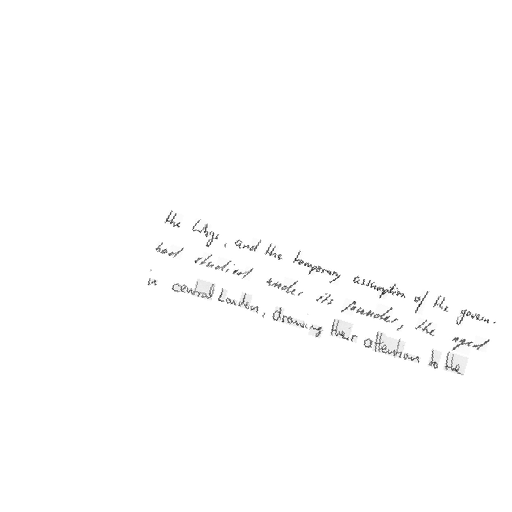 the Whigs, and the temporary assumption of the govern-
had studied under its founder, the aged
in central London, drawing their attention to the